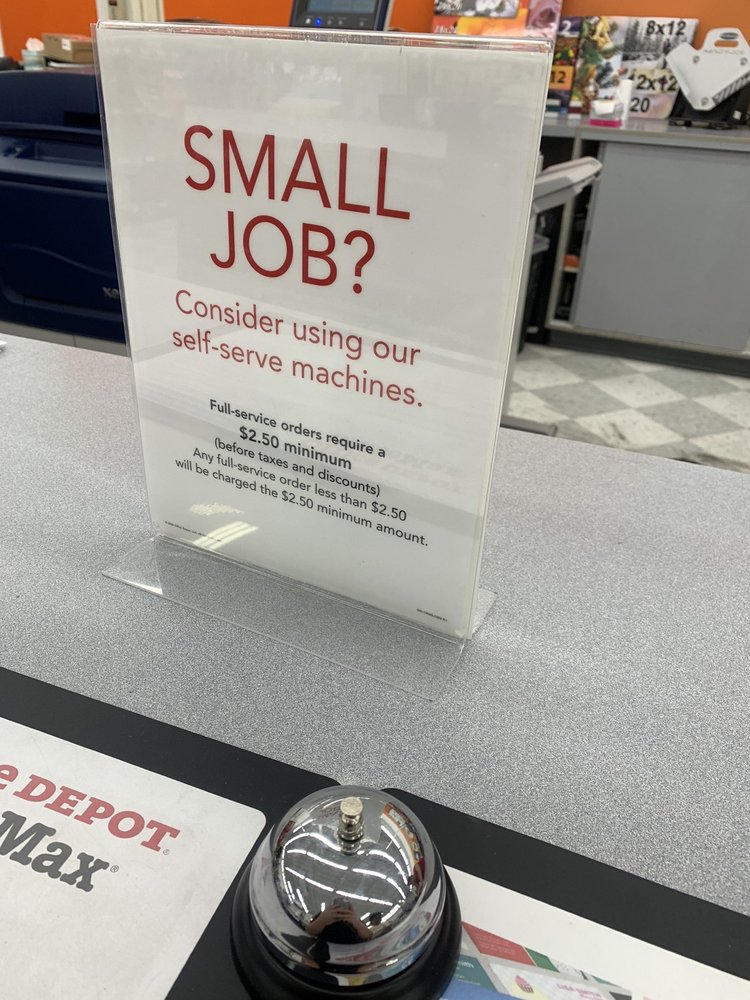 8x12
12
12x12
20
SMALL
JOB?
Consider using our
self-serve machines.
Full-service orders require a
$2.50 minimum
(before taxes and discounts)
Any full-service order less than $2.50
will be charged the $2.50 minimum amount.
e DEPOT
Max®